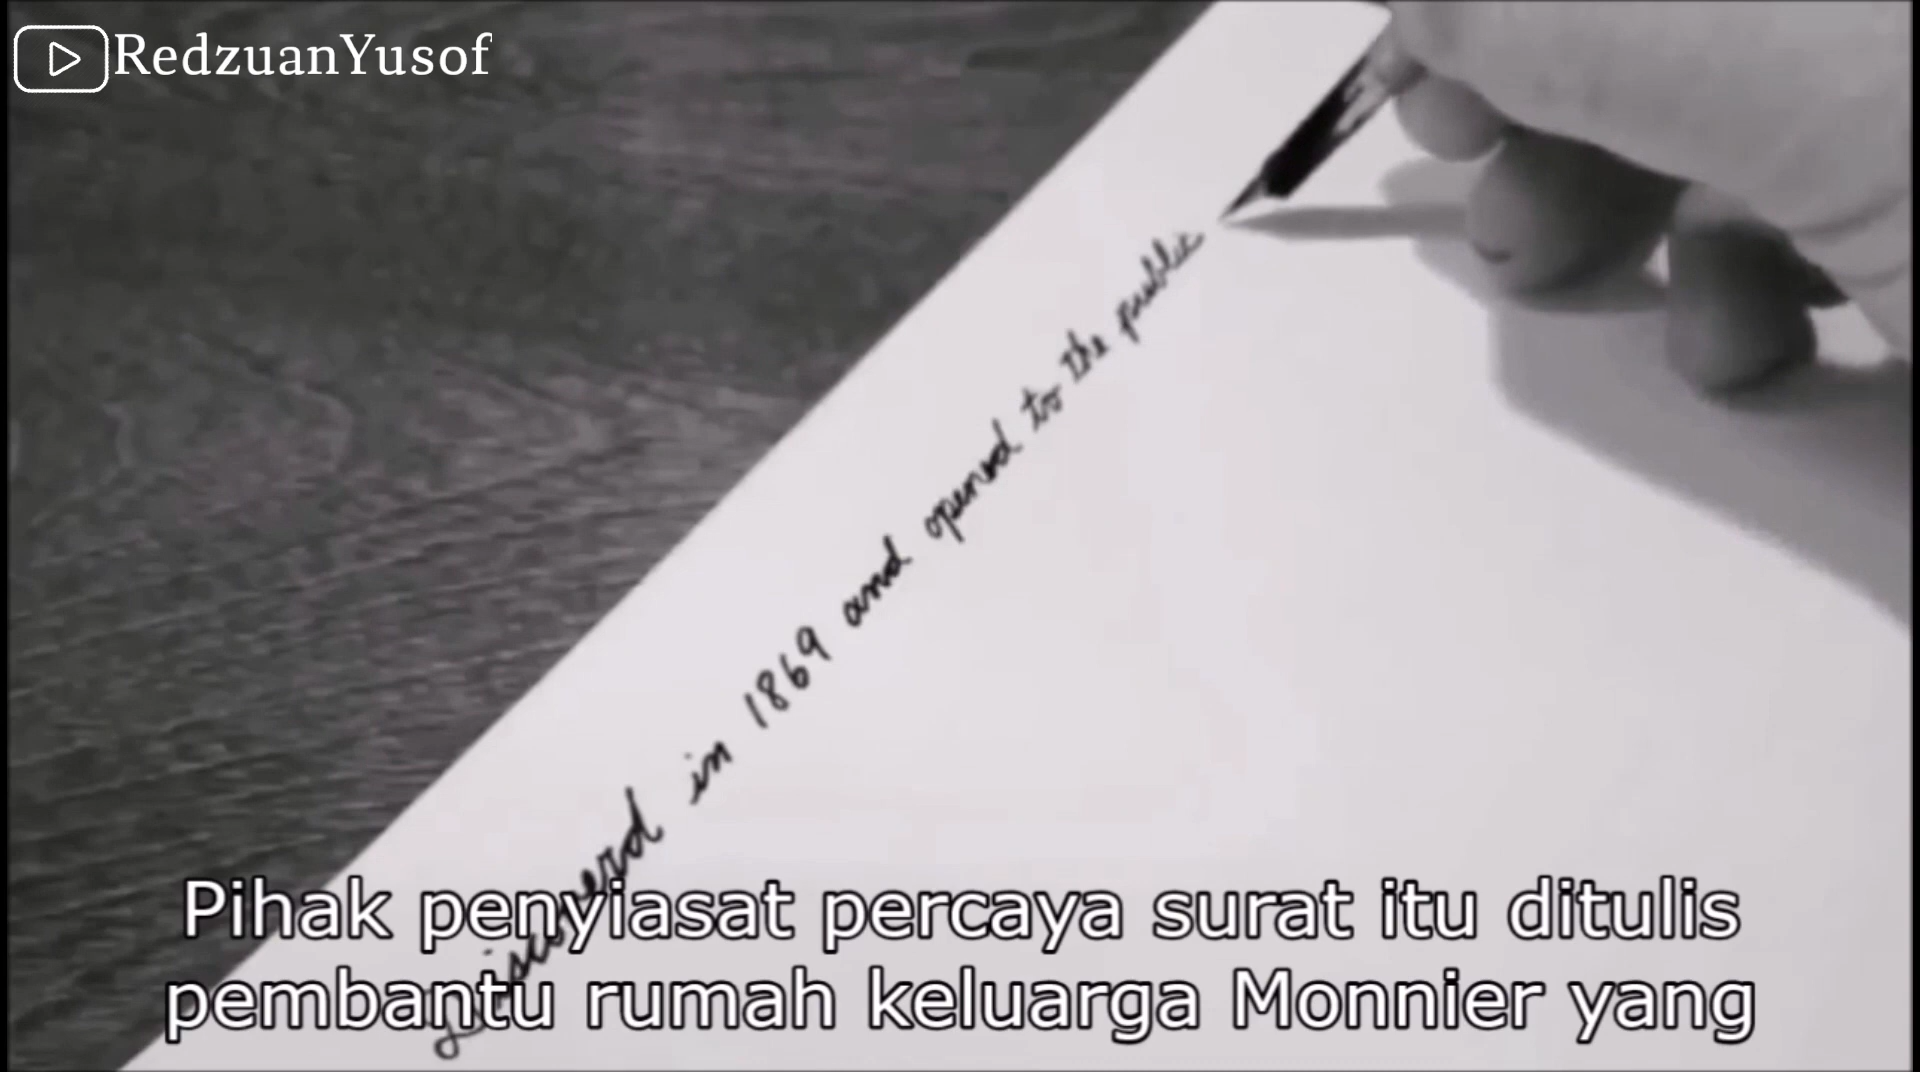 RedzuanYusof
Discoverd in 1869 and opened to the public
Pihak penyiasat percaya surat itu ditulis
pembantu rumah keluarga Monnier yang